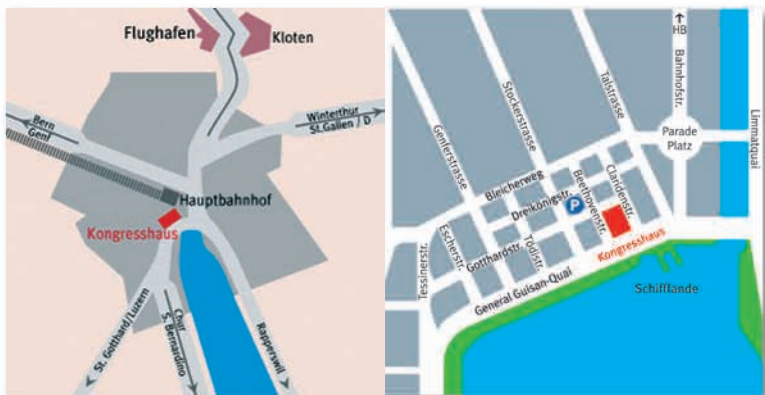 Flughafen
Kloten
Winterthur
St.Gallen / D
Bern
Genf
Hauptbahnhof
Kongresshaus
St. Gotthard/Luzern
Chur
S. Bernardino
Rapperswil
HB
Bahnhofstr.
Limmatquai
Talstrasse
Stockerstrasse
Genferstrasse
Parade
Platz
Bleicherweg
Claridenstr.
Beethovenstr.
Dreikönigstr.
P
Gotthardstr.
Tödistr.
Escherstr.
Tessinerstr.
Kongresshaus
General Guisan-Quai
Schifflände